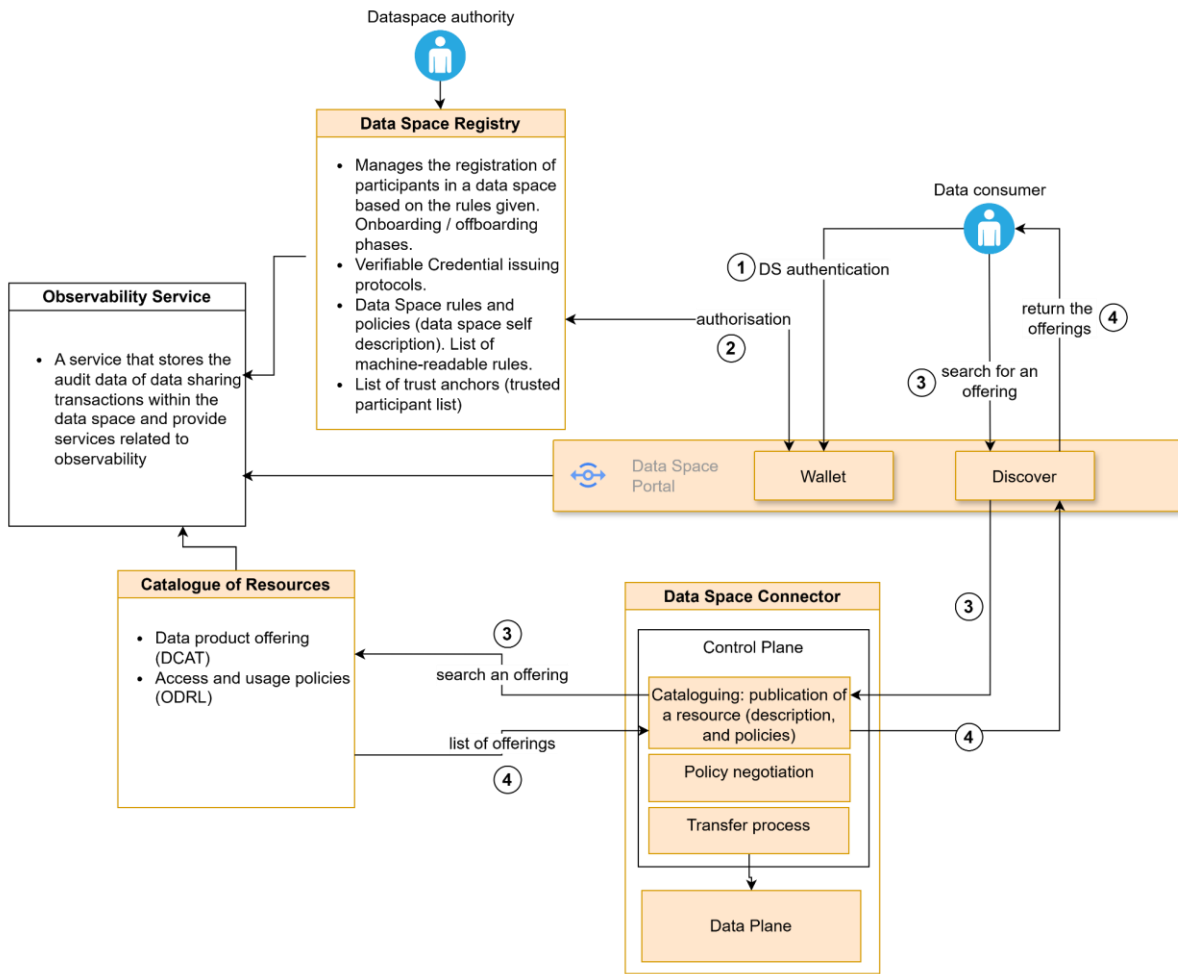 Dataspace authority
Data Space Registry
• Manages the registration of
participants in a data space
based on the rules given.
Onboarding / offboarding
phases.
• Verifiable Credential issuing
protocols.
• Data Space rules and
policies (data space self
description). List of
machine-readable rules.
• List of trust anchors (trusted
participant list)
Data consumer
1 DS authentication
authorisation
2
return the
offerings
4
search for an
offering
3
Observability Service
• A service that stores the
audit data of data sharing
transactions within the
data space and provide
services related to
observability
Data Space
Portal
Wallet
Discover
Catalogue of Resources
• Data product offering
(DCAT)
• Access and usage policies
(ODRL)
3
search an offering
list of offerings
4
Data Space Connector
Control Plane
Cataloguing: publication of
a resource (description,
and policies)
Policy negotiation
Transfer process
Data Plane
3
4